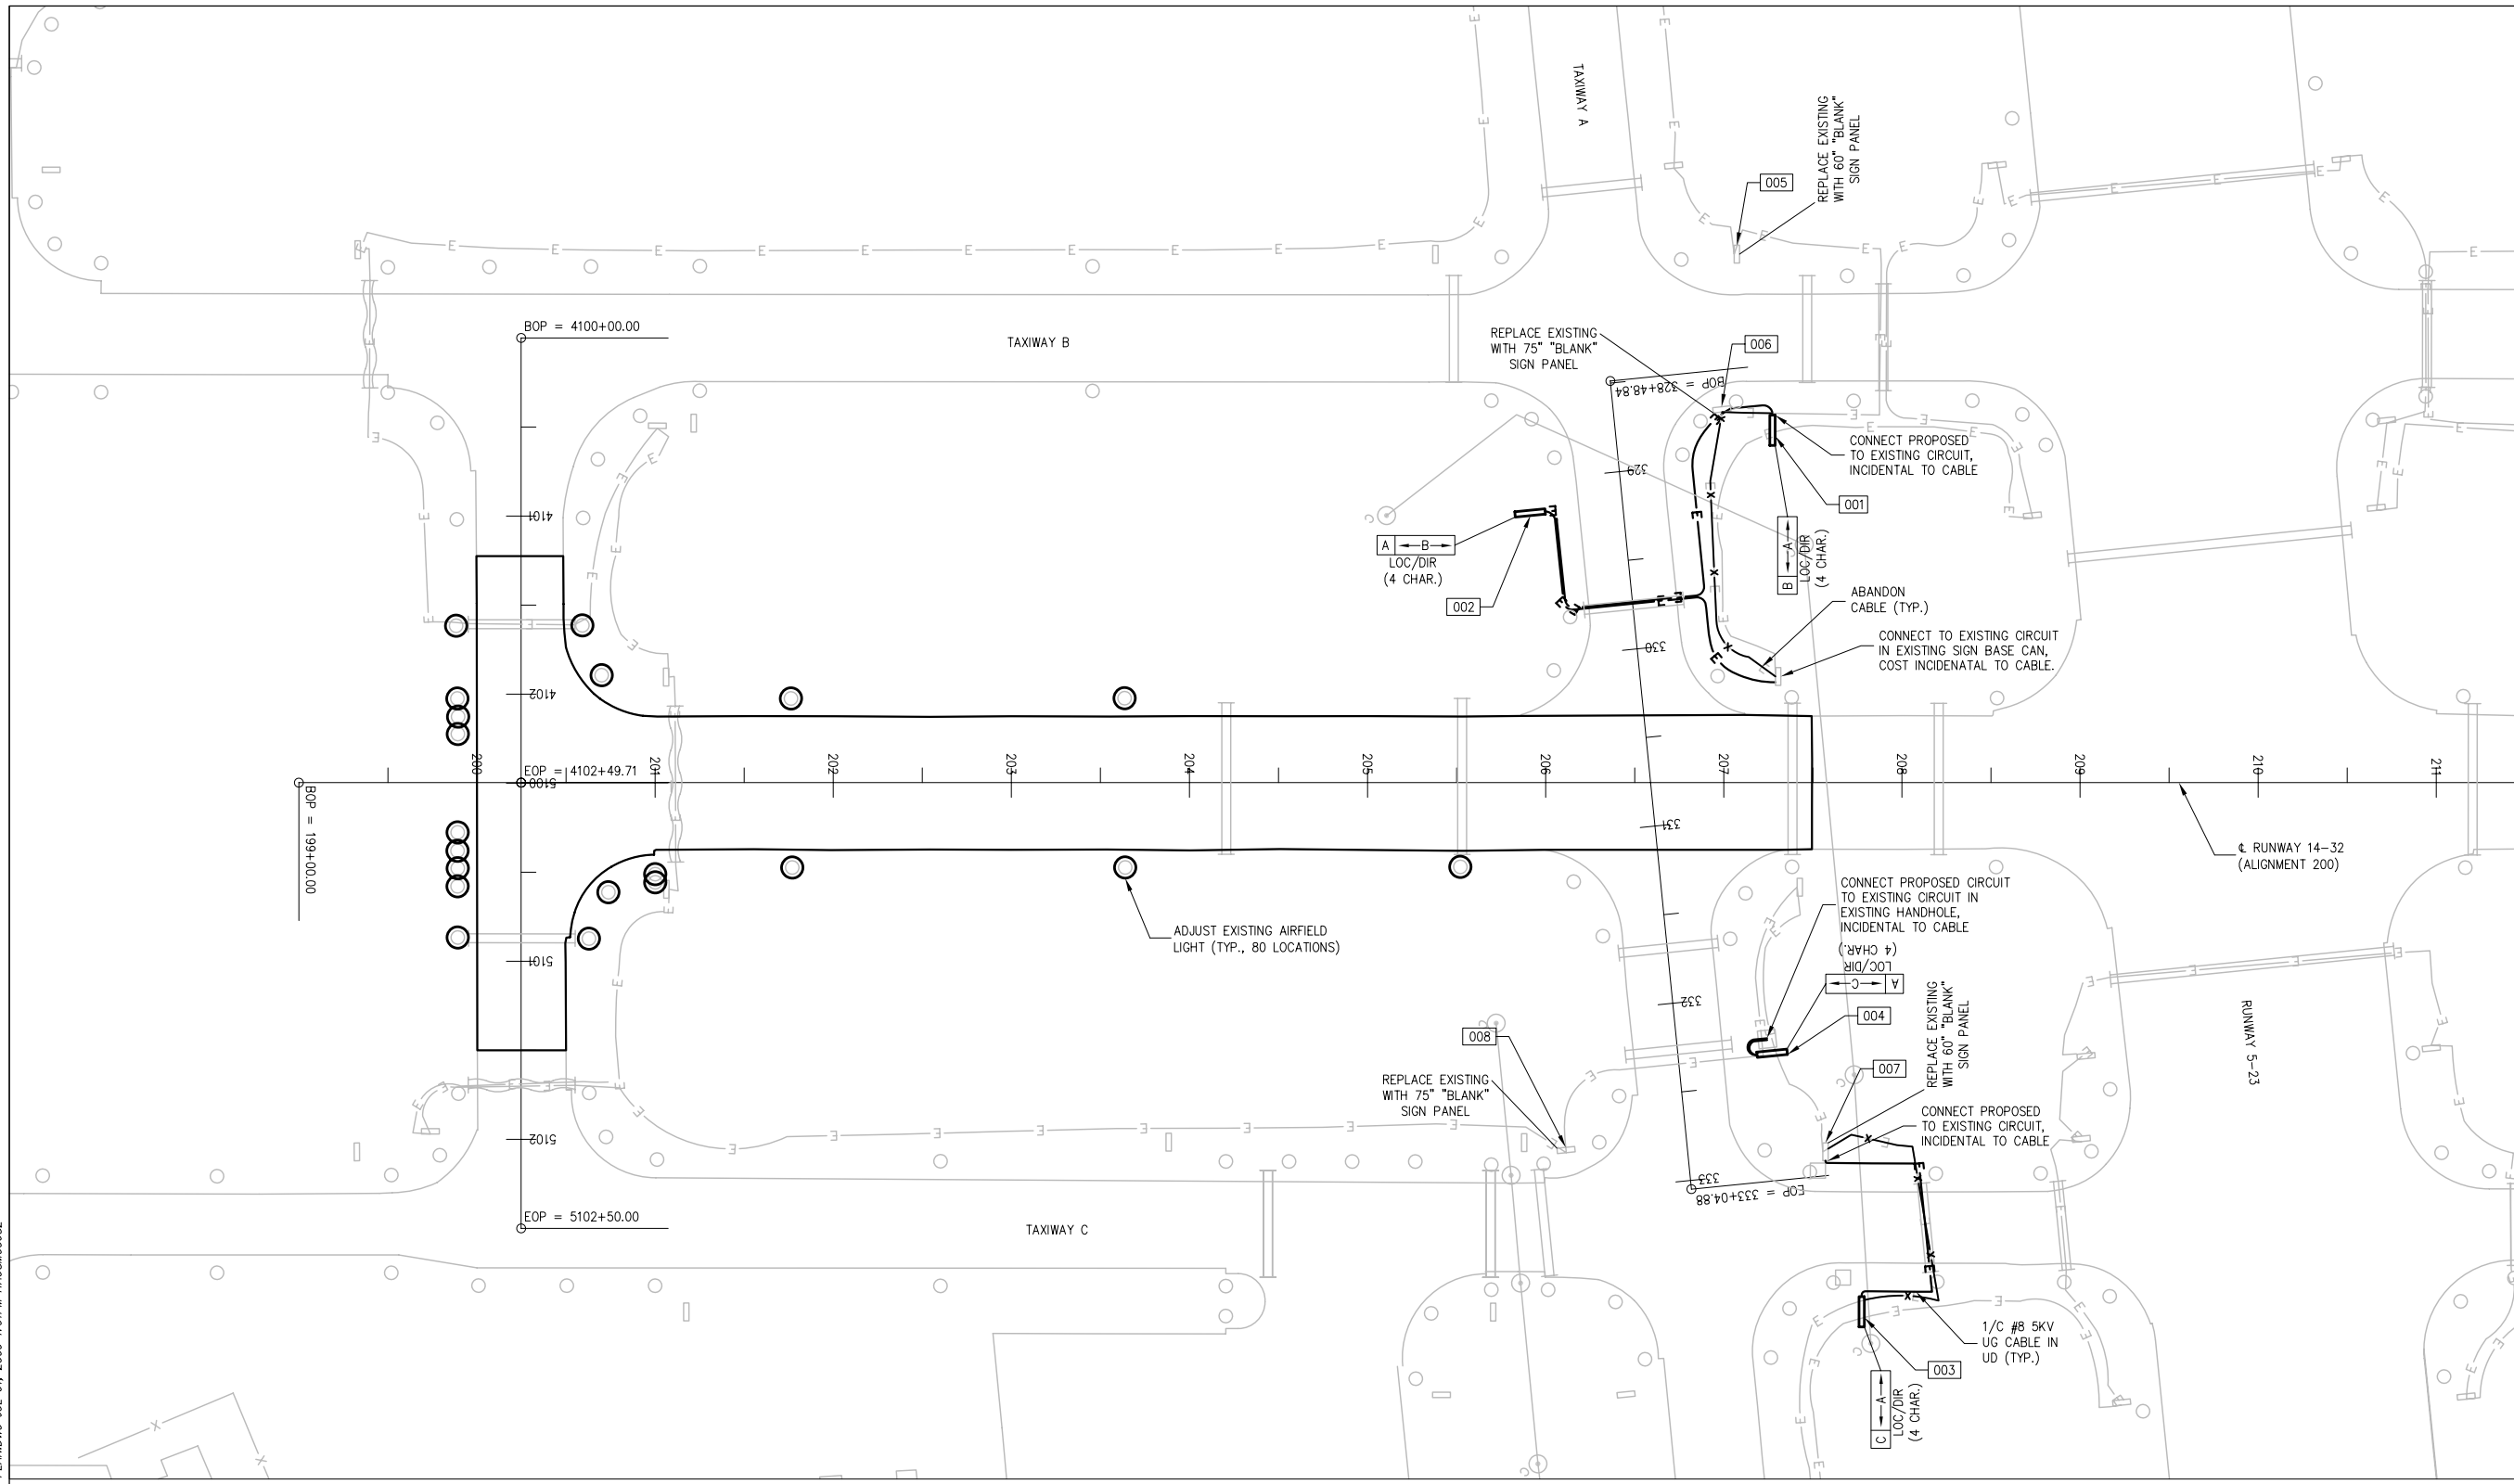 TAXIWAY A
REPLACE EXISTING
WITH 60" "BLANK"
SIGN PANEL
005
BOP = 4100+00.00
TAXIWAY B
REPLACE EXISTING
WITH 75" "BLANK"
SIGN PANEL
006
BOP = 328+48.84
CONNECT PROPOSED
TO EXISTING CIRCUIT,
INCIDENTAL TO CABLE
001
329
4101
A B
LOC/DIR
(4 CHAR.)
B A
LOC/DIR
(4 CHAR.)
002
ABANDON
CABLE (TYP.)
CONNECT TO EXISTING CIRCUIT
IN EXISTING SIGN BASE CAN,
COST INCIDENATAL TO CABLE.
330
4102
EOP = 4102+49.71
5100
200
201
202
203
204
205
206
207
208
209
210
211
BOP = 199+00.00
331
℄ RUNWAY 14-32
(ALIGNMENT 200)
CONNECT PROPOSED CIRCUIT
TO EXISTING CIRCUIT IN
EXISTING HANDHOLE,
INCIDENTAL TO CABLE
ADJUST EXISTING AIRFIELD
LIGHT (TYP., 80 LOCATIONS)
5101
A C
LOC/DIR
(4 CHAR.)
332
004
008
REPLACE EXISTING
WITH 60" "BLANK"
SIGN PANEL
RUNWAY 5-23
007
REPLACE EXISTING
WITH 75" "BLANK"
SIGN PANEL
CONNECT PROPOSED
TO EXISTING CIRCUIT,
INCIDENTAL TO CABLE
5102
333
EOP = 333+04.88
EOP = 5102+50.00
TAXIWAY C
1/C #8 5KV
UG CABLE IN
UD (TYP.)
003
C A
LOC/DIR
(4 CHAR.)